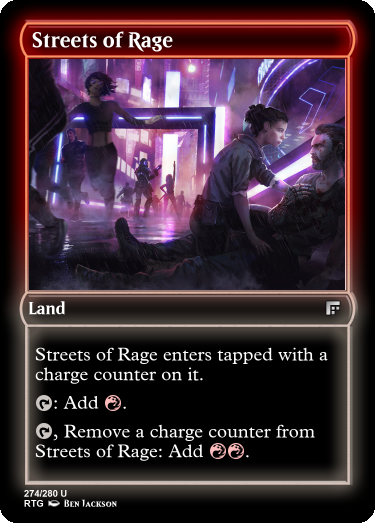 Streets of Rage
Land
Streets of Rage enters tapped with a
charge counter on it.
: Add .
, Remove a charge counter from
Streets of Rage: Add .
274/280 U
RTG BEN JACKSON